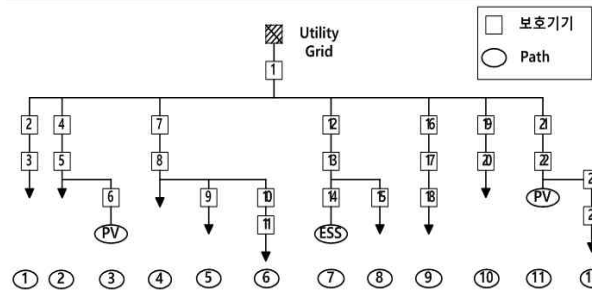 Utility
Grid
보호기기
Path
1
2 4 7 12 16 19 21
3 5 8 13 17 20 22
6 9 10 14 15 18
11
PV ESS PV
1 2 3 4 5 6 7 8 9 10 11